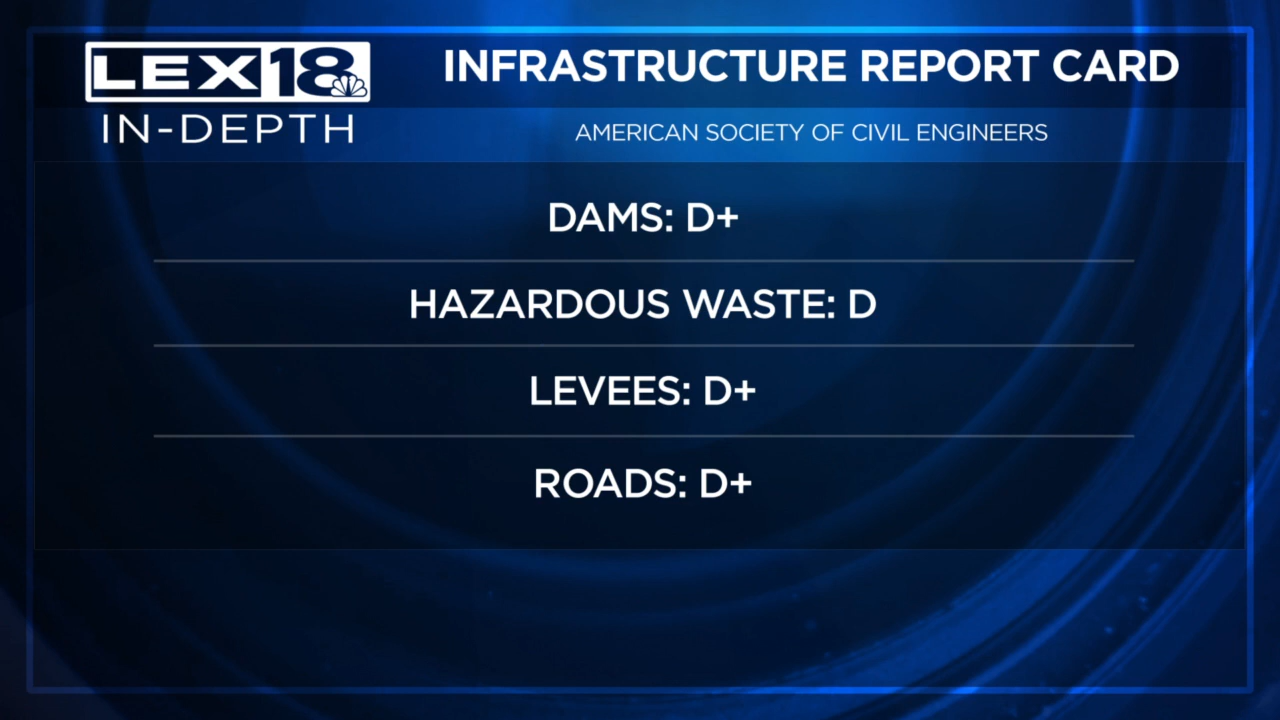 LEX18
IN-DEPTH
INFRASTRUCTURE REPORT CARD
AMERICAN SOCIETY OF CIVIL ENGINEERS
DAMS: D+
HAZARDOUS WASTE: D
LEVEES: D+
ROADS: D+